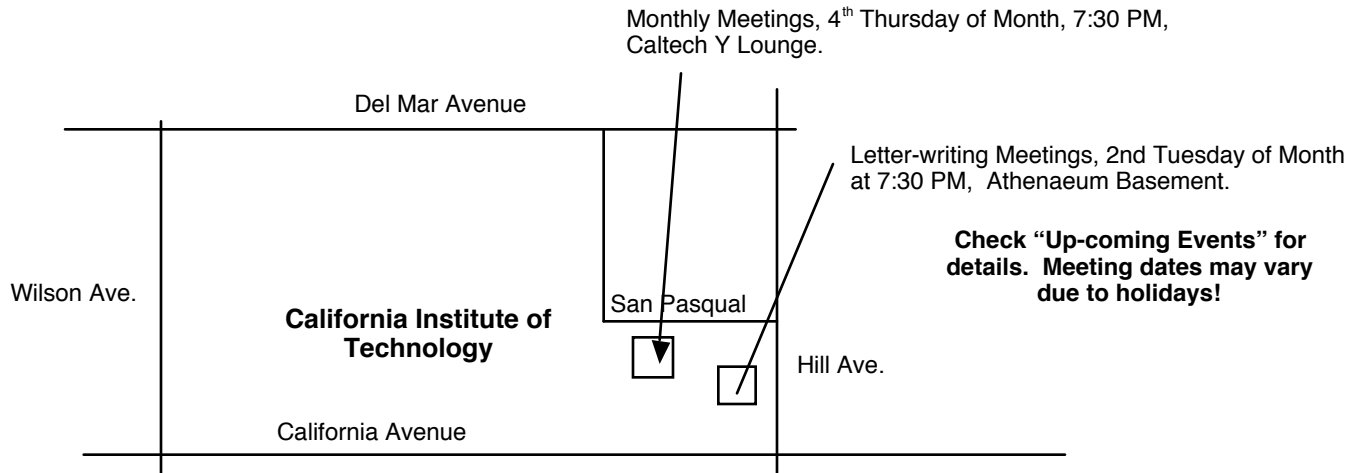 Monthly Meetings, 4th Thursday of Month, 7:30 PM,
Caltech Y Lounge.
Del Mar Avenue
Letter-writing Meetings, 2nd Tuesday of Month
at 7:30 PM,  Athenaeum Basement.
Check “Up-coming Events” for
details.  Meeting dates may vary
due to holidays!
Wilson Ave.
San Pasqual
California Institute of
Technology
Hill Ave.
California Avenue